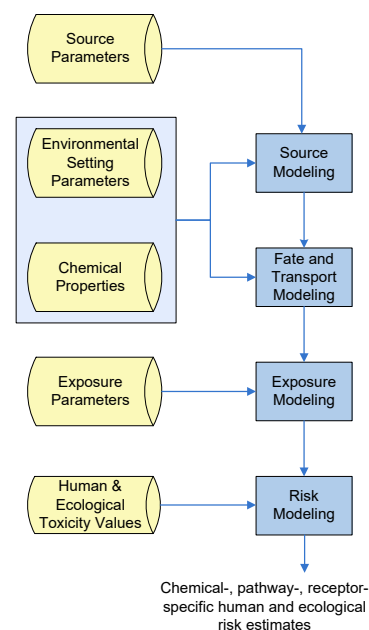 Source
Parameters
Environmental
Setting
Parameters
Source
Modeling
Chemical
Properties
Fate and
Transport
Modeling
Exposure
Parameters
Exposure
Modeling
Human &
Ecological
Toxicity Values
Risk
Modeling
Chemical-, pathway-, receptor-
specific human and ecological
risk estimates